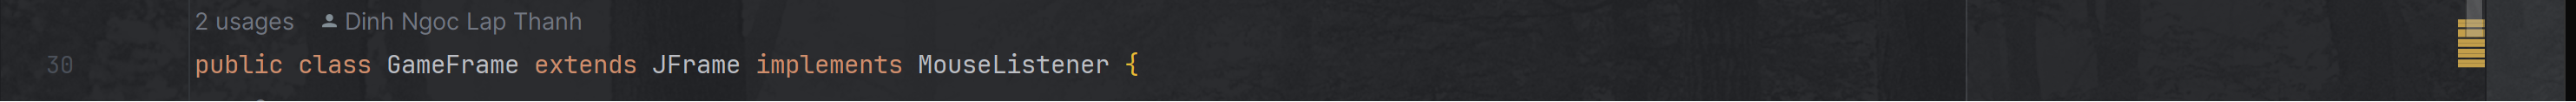 2 usages Dinh Ngoc Lap Thanh
30 public class GameFrame extends JFrame implements MouseListener {